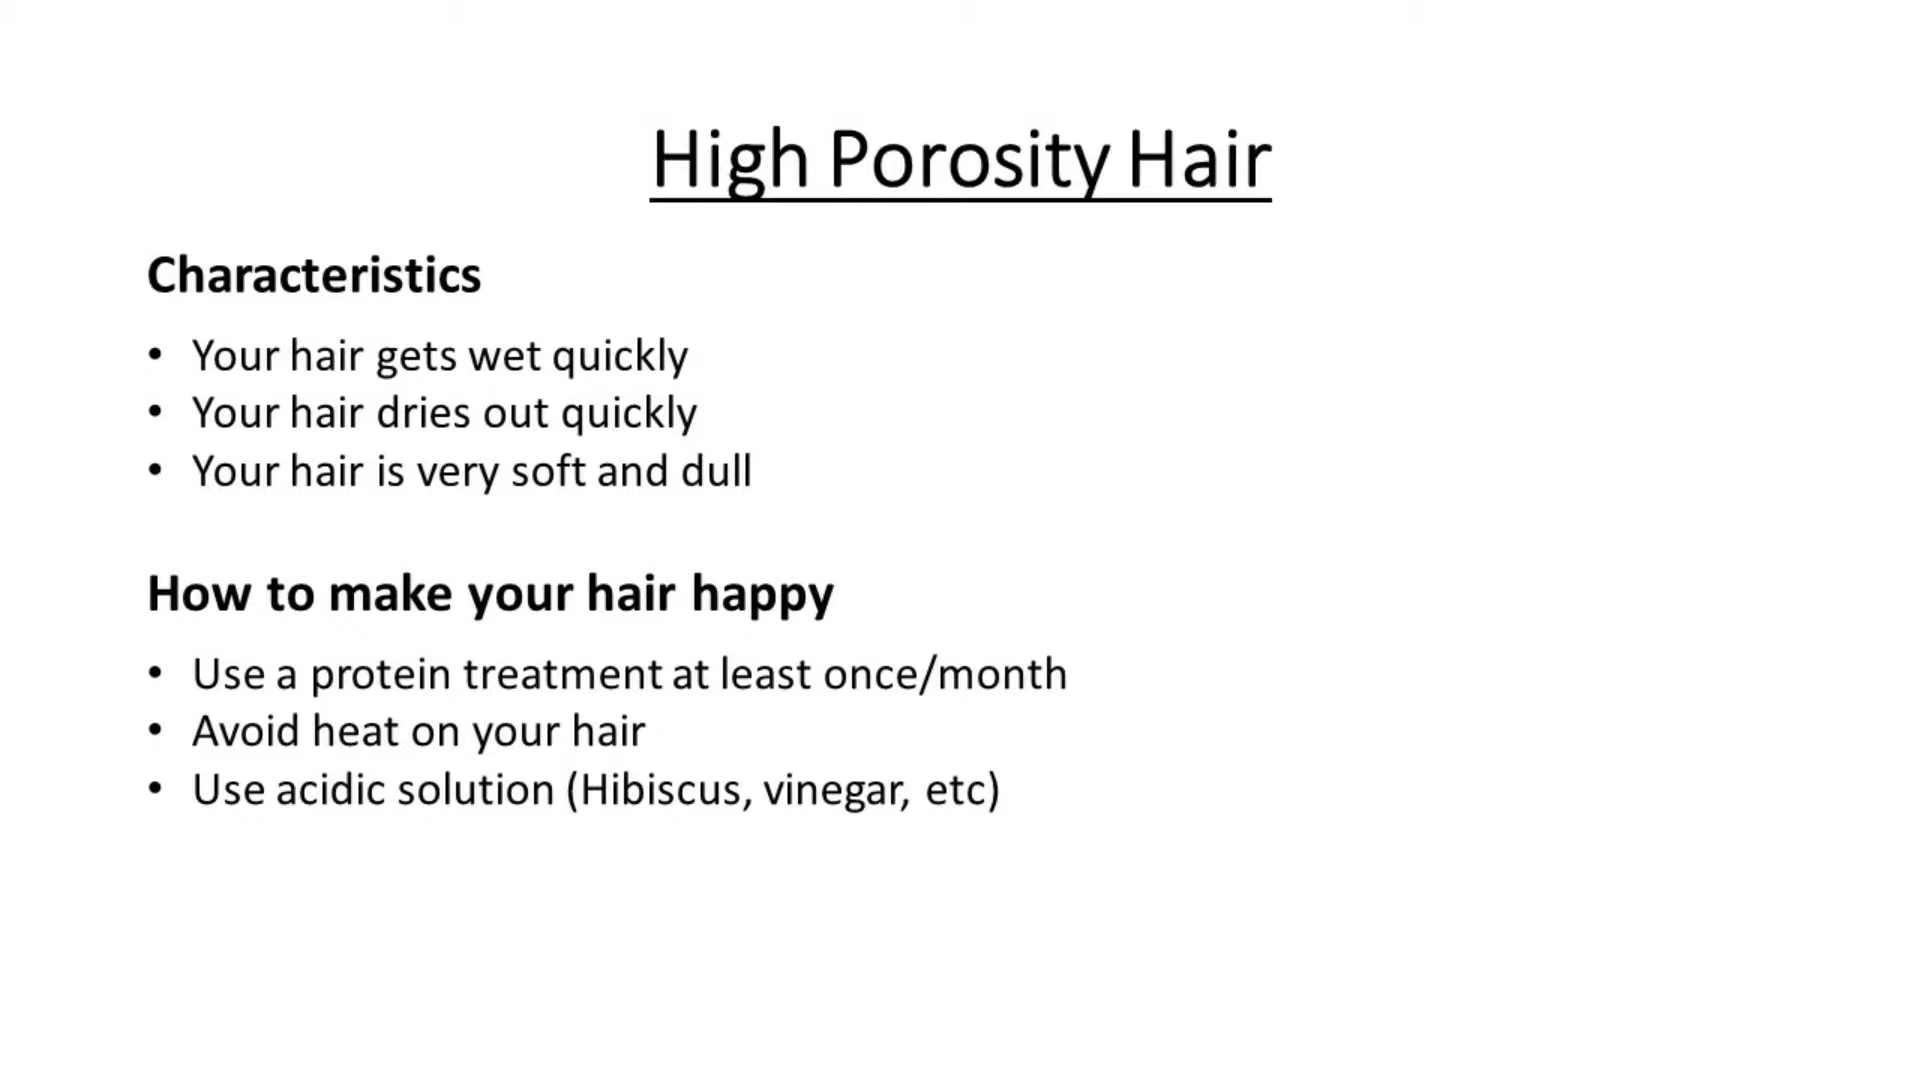 High Porosity Hair
Characteristics
• Your hair gets wet quickly
• Your hair dries out quickly
• Your hair is very soft and dull
How to make your hair happy
• Use a protein treatment at least once/month
• Avoid heat on your hair
• Use acidic solution (Hibiscus, vinegar, etc)